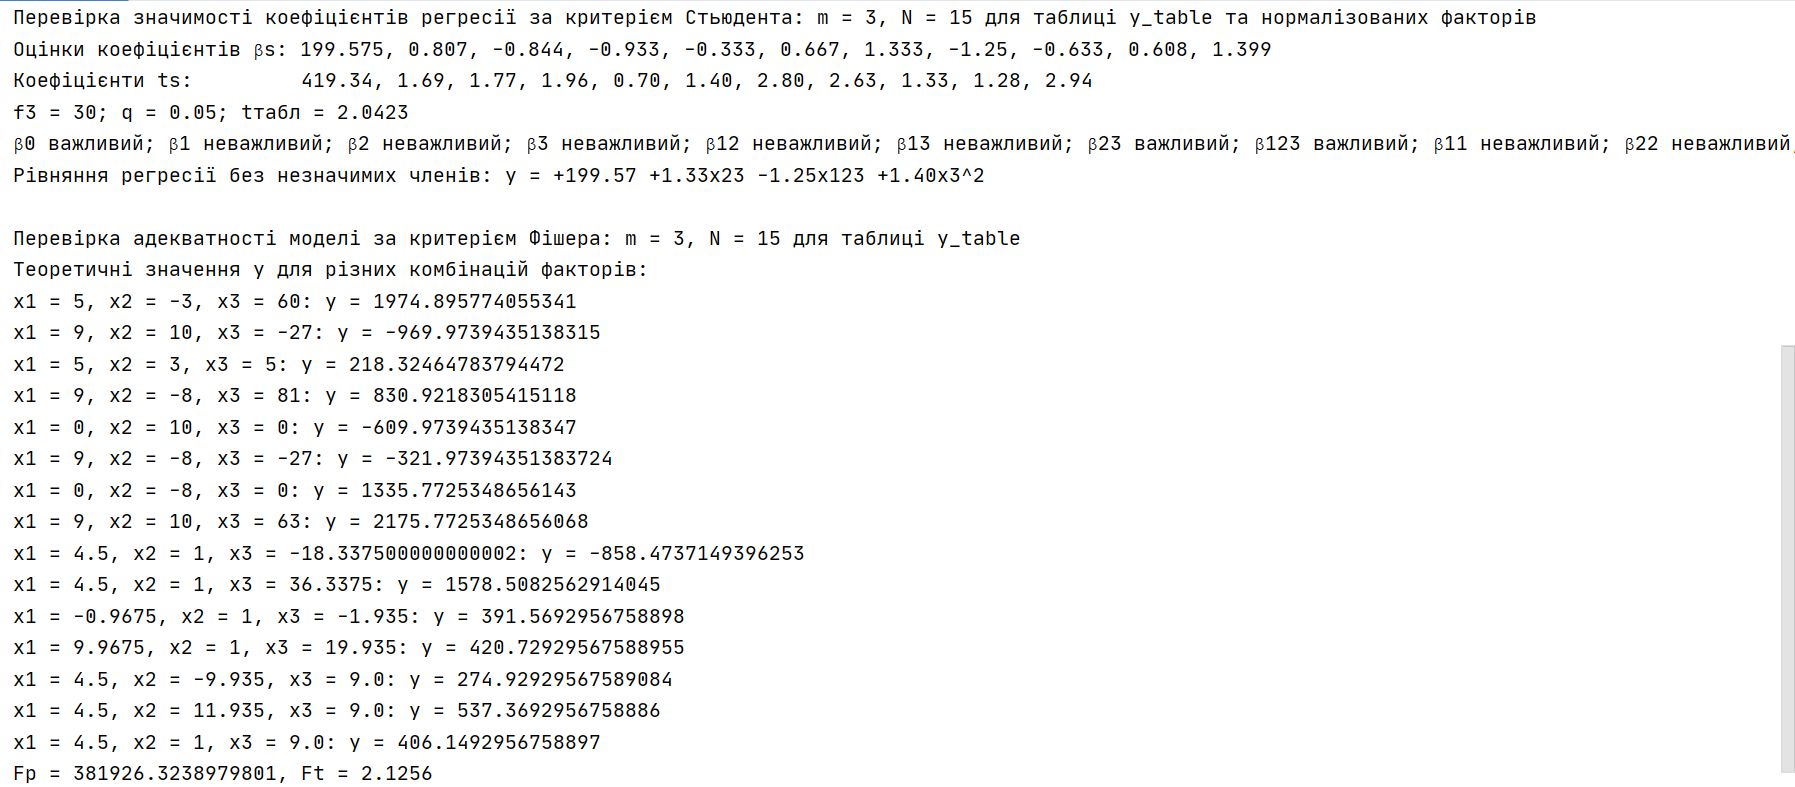 Перевірка значимості коефіцієнтів регресії за критерієм Стьюдента: m = 3, N = 15 для таблиці y_table та нормалізованих факторів
Оцінки коефіцієнтів βs: 199.575, 0.807, -0.844, -0.933, -0.333, 0.667, 1.333, -1.25, -0.633, 0.608, 1.399
Коефіцієнти ts:         419.34, 1.69, 1.77, 1.96, 0.70, 1.40, 2.80, 2.63, 1.33, 1.28, 2.94
f3 = 30; q = 0.05; tтабл = 2.0423
β0 важливий; β1 неважливий; β2 неважливий; β3 неважливий; β12 неважливий; β13 неважливий; β23 важливий; β123 важливий; β11 неважливий; β22 неважливий;
Рівняння регресії без незначимих членів: y = +199.57 +1.33x23 -1.25x123 +1.40x3^2
Перевірка адекватності моделі за критерієм Фішера: m = 3, N = 15 для таблиці y_table
Теоретичні значення y для різних комбінацій факторів:
x1 = 5, x2 = -3, x3 = 60: y = 1974.895774055341
x1 = 9, x2 = 10, x3 = -27: y = -969.9739435138315
x1 = 5, x2 = 3, x3 = 5: y = 218.32464783794472
x1 = 9, x2 = -8, x3 = 81: y = 830.9218305415118
x1 = 0, x2 = 10, x3 = 0: y = -609.9739435138347
x1 = 9, x2 = -8, x3 = -27: y = -321.97394351383724
x1 = 0, x2 = -8, x3 = 0: y = 1335.7725348656143
x1 = 9, x2 = 10, x3 = 63: y = 2175.7725348656068
x1 = 4.5, x2 = 1, x3 = -18.337500000000002: y = -858.4737149396253
x1 = 4.5, x2 = 1, x3 = 36.3375: y = 1578.5082562914045
x1 = -0.9675, x2 = 1, x3 = -1.935: y = 391.5692956758898
x1 = 9.9675, x2 = 1, x3 = 19.935: y = 420.72929567588955
x1 = 4.5, x2 = -9.935, x3 = 9.0: y = 274.92929567589084
x1 = 4.5, x2 = 11.935, x3 = 9.0: y = 537.3692956758886
x1 = 4.5, x2 = 1, x3 = 9.0: y = 406.1492956758897
Fp = 381926.3238979801, Ft = 2.1256